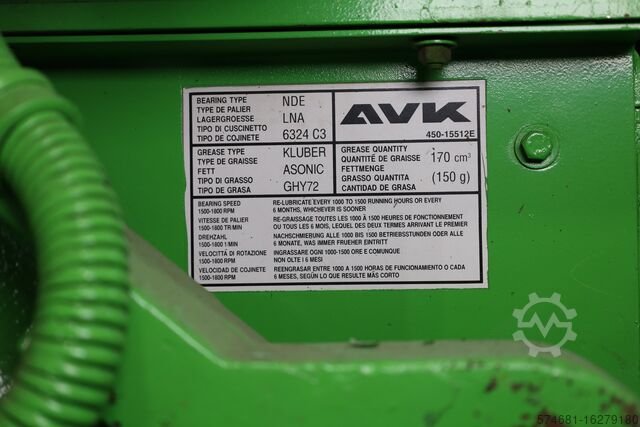 BEARING TYPE NDE
TYPE DE PALIER
LAGERGROESSE LNA
TIPO DI CUSCINETTO
TIPO DE COJINETE 6324 C3
AVK
450-15512E
GREASE TYPE KLUBER
TYPE DE GRAISSE
FETT ASONIC
TIPO DI GRASSO
TIPO DE GRASA GHY72
GREASE QUANTITY
QUANTITÉ DE GRAISSE 170 cm³
FETTMENGE
GRASSO QUANTITA (150 g)
CANTIDAD DE GRASA
BEARING SPEED
1500-1800 RPM
RE-LUBRICATE EVERY 1000 TO 1500 RUNNING HOURS OR EVERY
6 MONTHS, WHICHEVER IS SOONER
VITESSE DE PALIER
1500-1800 TR/MIN
RE-GRAISSAGE TOUTES LES 1000 À 1500 HEURES DE FONCTIONNEMENT
OU TOUS LES 6 MOIS, LEQUEL DES DEUX TERMES ARRIVANT LE PREMIER
DREHZAHL
1500-1800 1/MIN
NACHSCHMIERUNG ALLE 1000 BIS 1500 BETRIEBSSTUNDEN ODER ALLE
6 MONATE, WAS IMMER FRUEHER EINTRITT
VELOCITTÁ DI ROTAZIONE
1500-1800 RPM
INGRASSARE OGNI 1000-1500 ORE E COMUNQUE
NON OLTE I 6 MESI
VELOCIDAD DE COJINETE
1500-1800 RPM
REENGRASAR ENTRE 1000 A 1500 HORAS DE FUNCIONAMIENTO O CADA
6 MESES, SEGÚN LO QUE RESULTE MÁS CORTO
574681-16279180